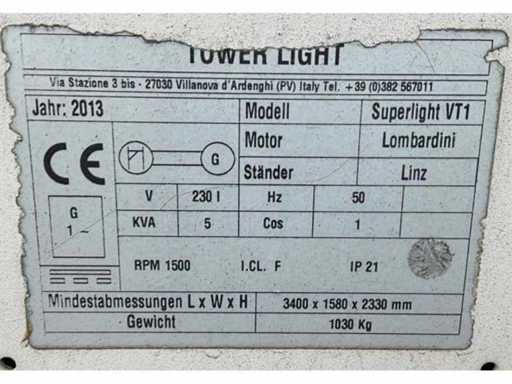 TOWER LIGHT
Via Stazione 3 bis - 27030 Villanova d'Ardenghi (PV) Italy Tel. +39 (0)382 567011
Jahr: 2013 Modell Superlight VT1
Motor Lombardini
Ständer Linz
CE
G
V 230 I Hz 50
KVA 5 Cos 1
G
1 ~
RPM 1500 I.CL. F IP 21
Mindestabmessungen L x W x H 3400 x 1580 x 2330 mm
Gewicht 1030 Kg